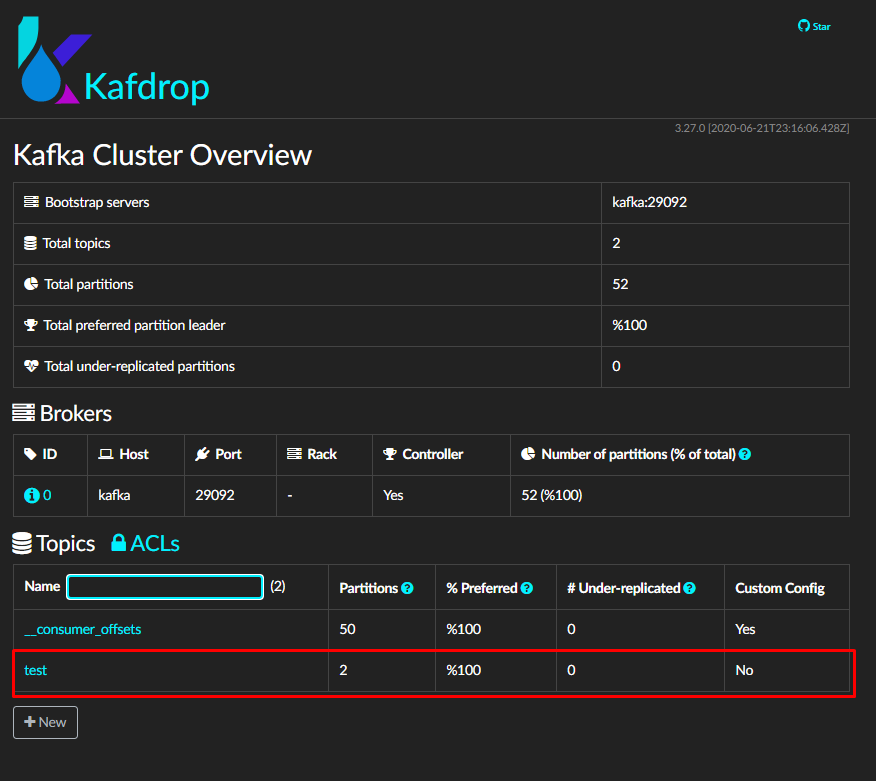 Star
Kafdrop
3.27.0 [2020-06-21T23:16:06.428Z]
Kafka Cluster Overview
Bootstrap servers kafka:29092
Total topics 2
Total partitions 52
Total preferred partition leader %100
Total under-replicated partitions 0
Brokers
ID Host Port Rack Controller Number of partitions (% of total)
0 kafka 29092 - Yes 52 (%100)
Topics ACLs
Name (2) Partitions % Preferred # Under-replicated Custom Config
__consumer_offsets 50 %100 0 Yes
test 2 %100 0 No
New